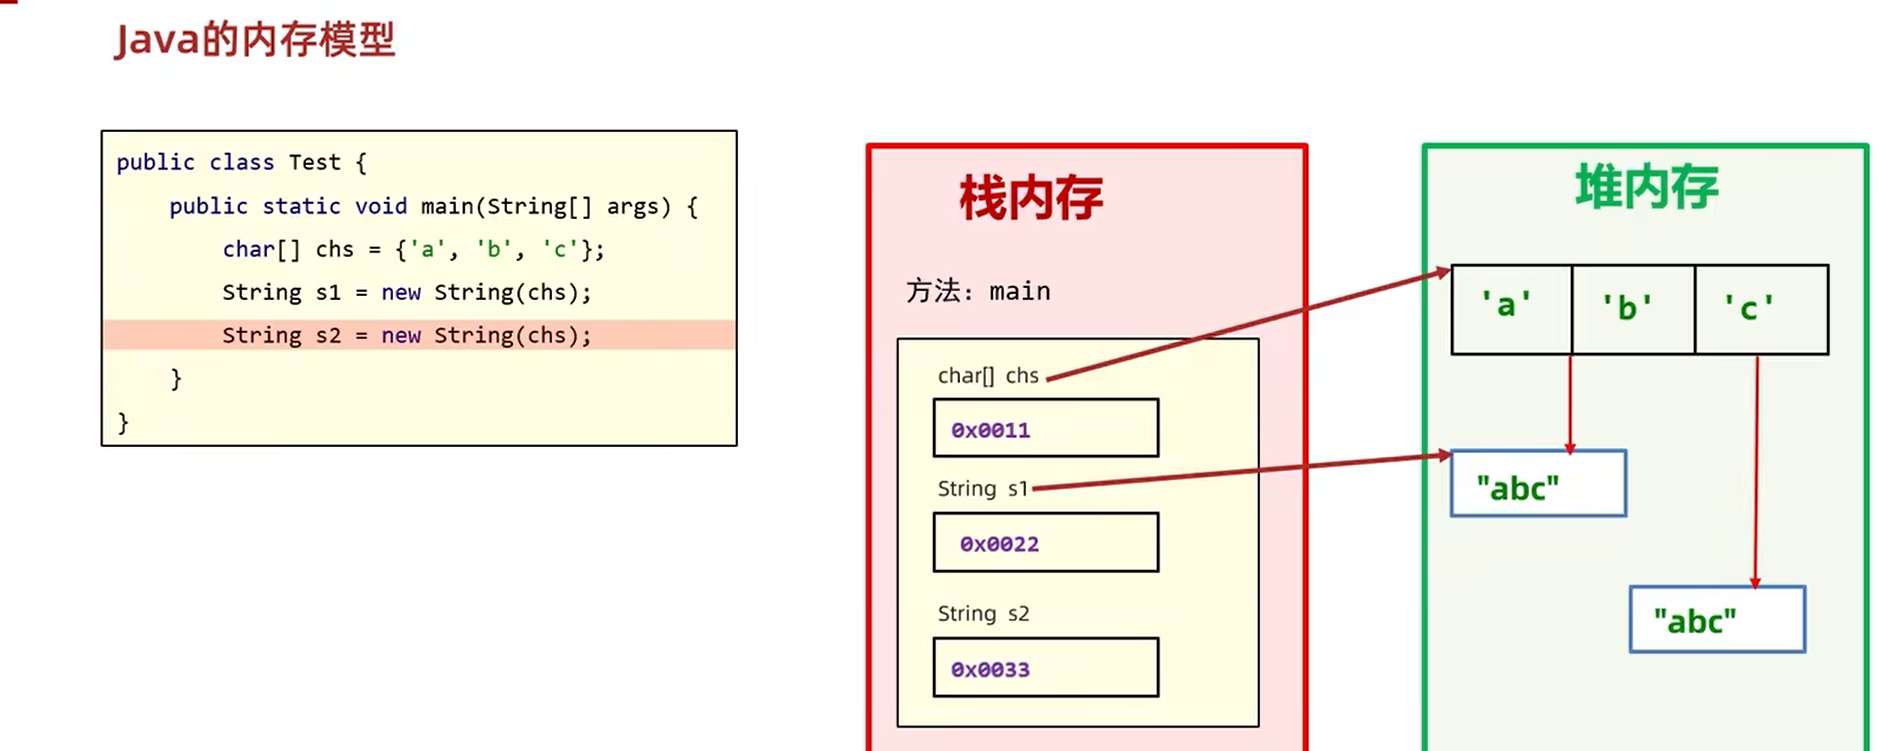 Java的内存模型
public class Test {
public static void main(String[] args) {
char[] chs = {'a', 'b', 'c'};
String s1 = new String(chs);
String s2 = new String(chs);
}
}
栈内存
方法：main
char[] chs
0x0011
String s1
0x0022
String s2
0x0033
堆内存
'a' 'b' 'c'
"abc"
"abc"